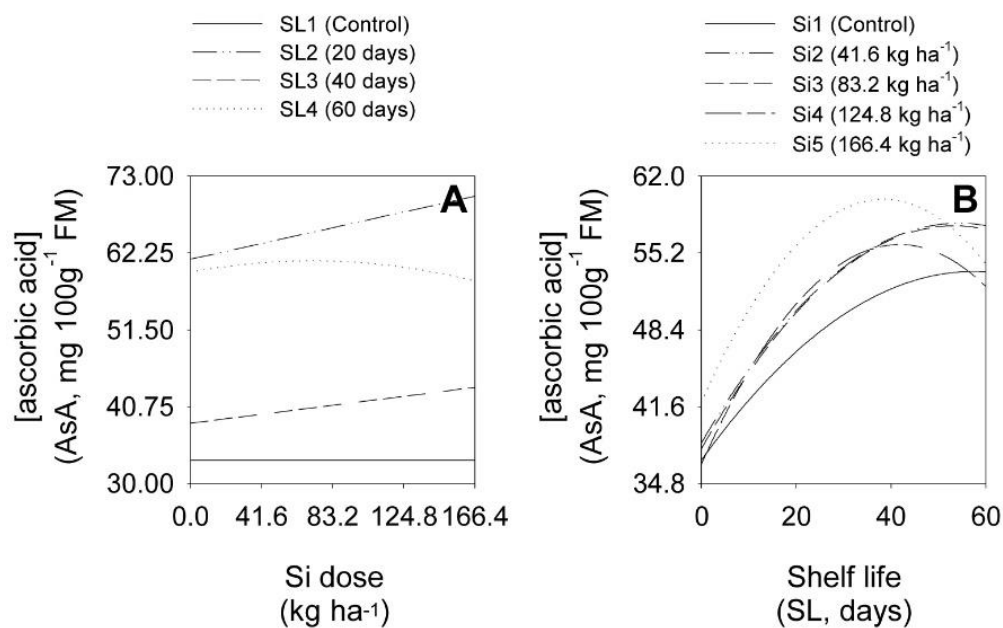 SL1 (Control)
SL2 (20 days)
SL3 (40 days)
SL4 (60 days)
[ascorbic acid]
(AsA, mg 100g⁻¹ FM)
73.00
62.25
51.50
40.75
30.00
A
0.0 41.6 83.2 124.8 166.4
Si dose
(kg ha-1)
Si1 (Control)
Si2 (41.6 kg ha⁻¹)
Si3 (83.2 kg ha⁻¹)
Si4 (124.8 kg ha⁻¹)
Si5 (166.4 kg ha⁻¹)
[ascorbic acid]
(AsA, mg 100g⁻¹ FM)
62.0
55.2
48.4
41.6
34.8
B
0 20 40 60
Shelf life
(SL, days)